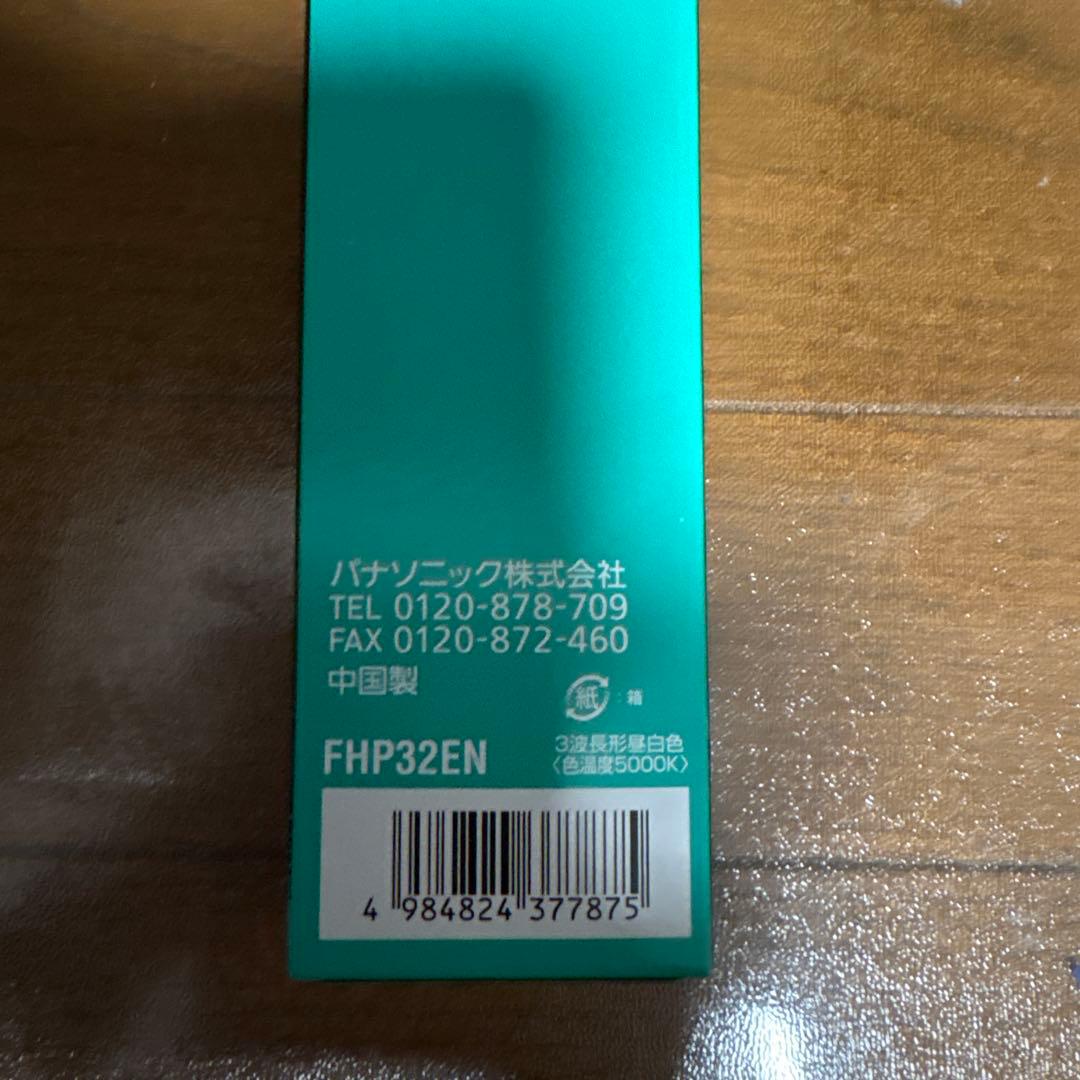 パナソニック株式会社
TEL 0120-878-709
FAX 0120-872-460
中国製
紙 : 箱
FHP32EN
3波長形昼白色
〈色温度5000K〉
4 984824 377875